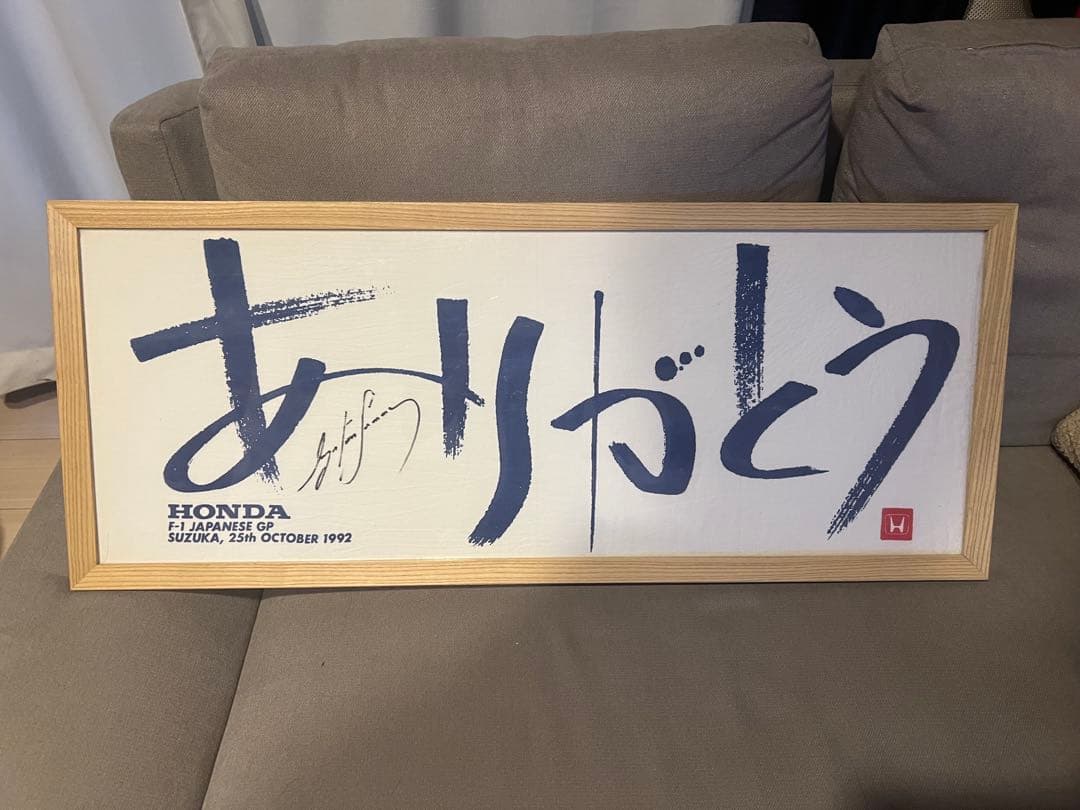 ありがとう
HONDA
F-1 JAPANESE GP
SUZUKA, 25th OCTOBER 1992